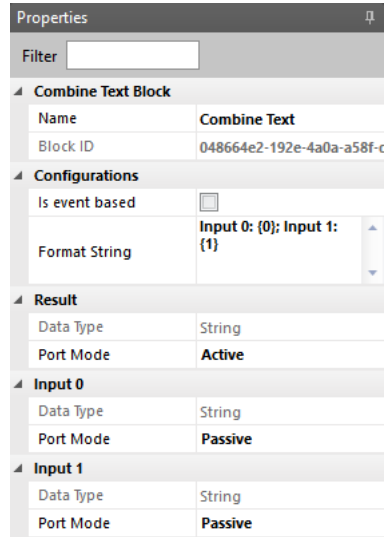 Properties
Filter
Combine Text Block
Name Combine Text
Block ID 048664e2-192e-4a0a-a58f-
Configurations
Is event based
Format String Input 0: {0}; Input 1:
{1}
Result
Data Type String
Port Mode Active
Input 0
Data Type String
Port Mode Passive
Input 1
Data Type String
Port Mode Passive